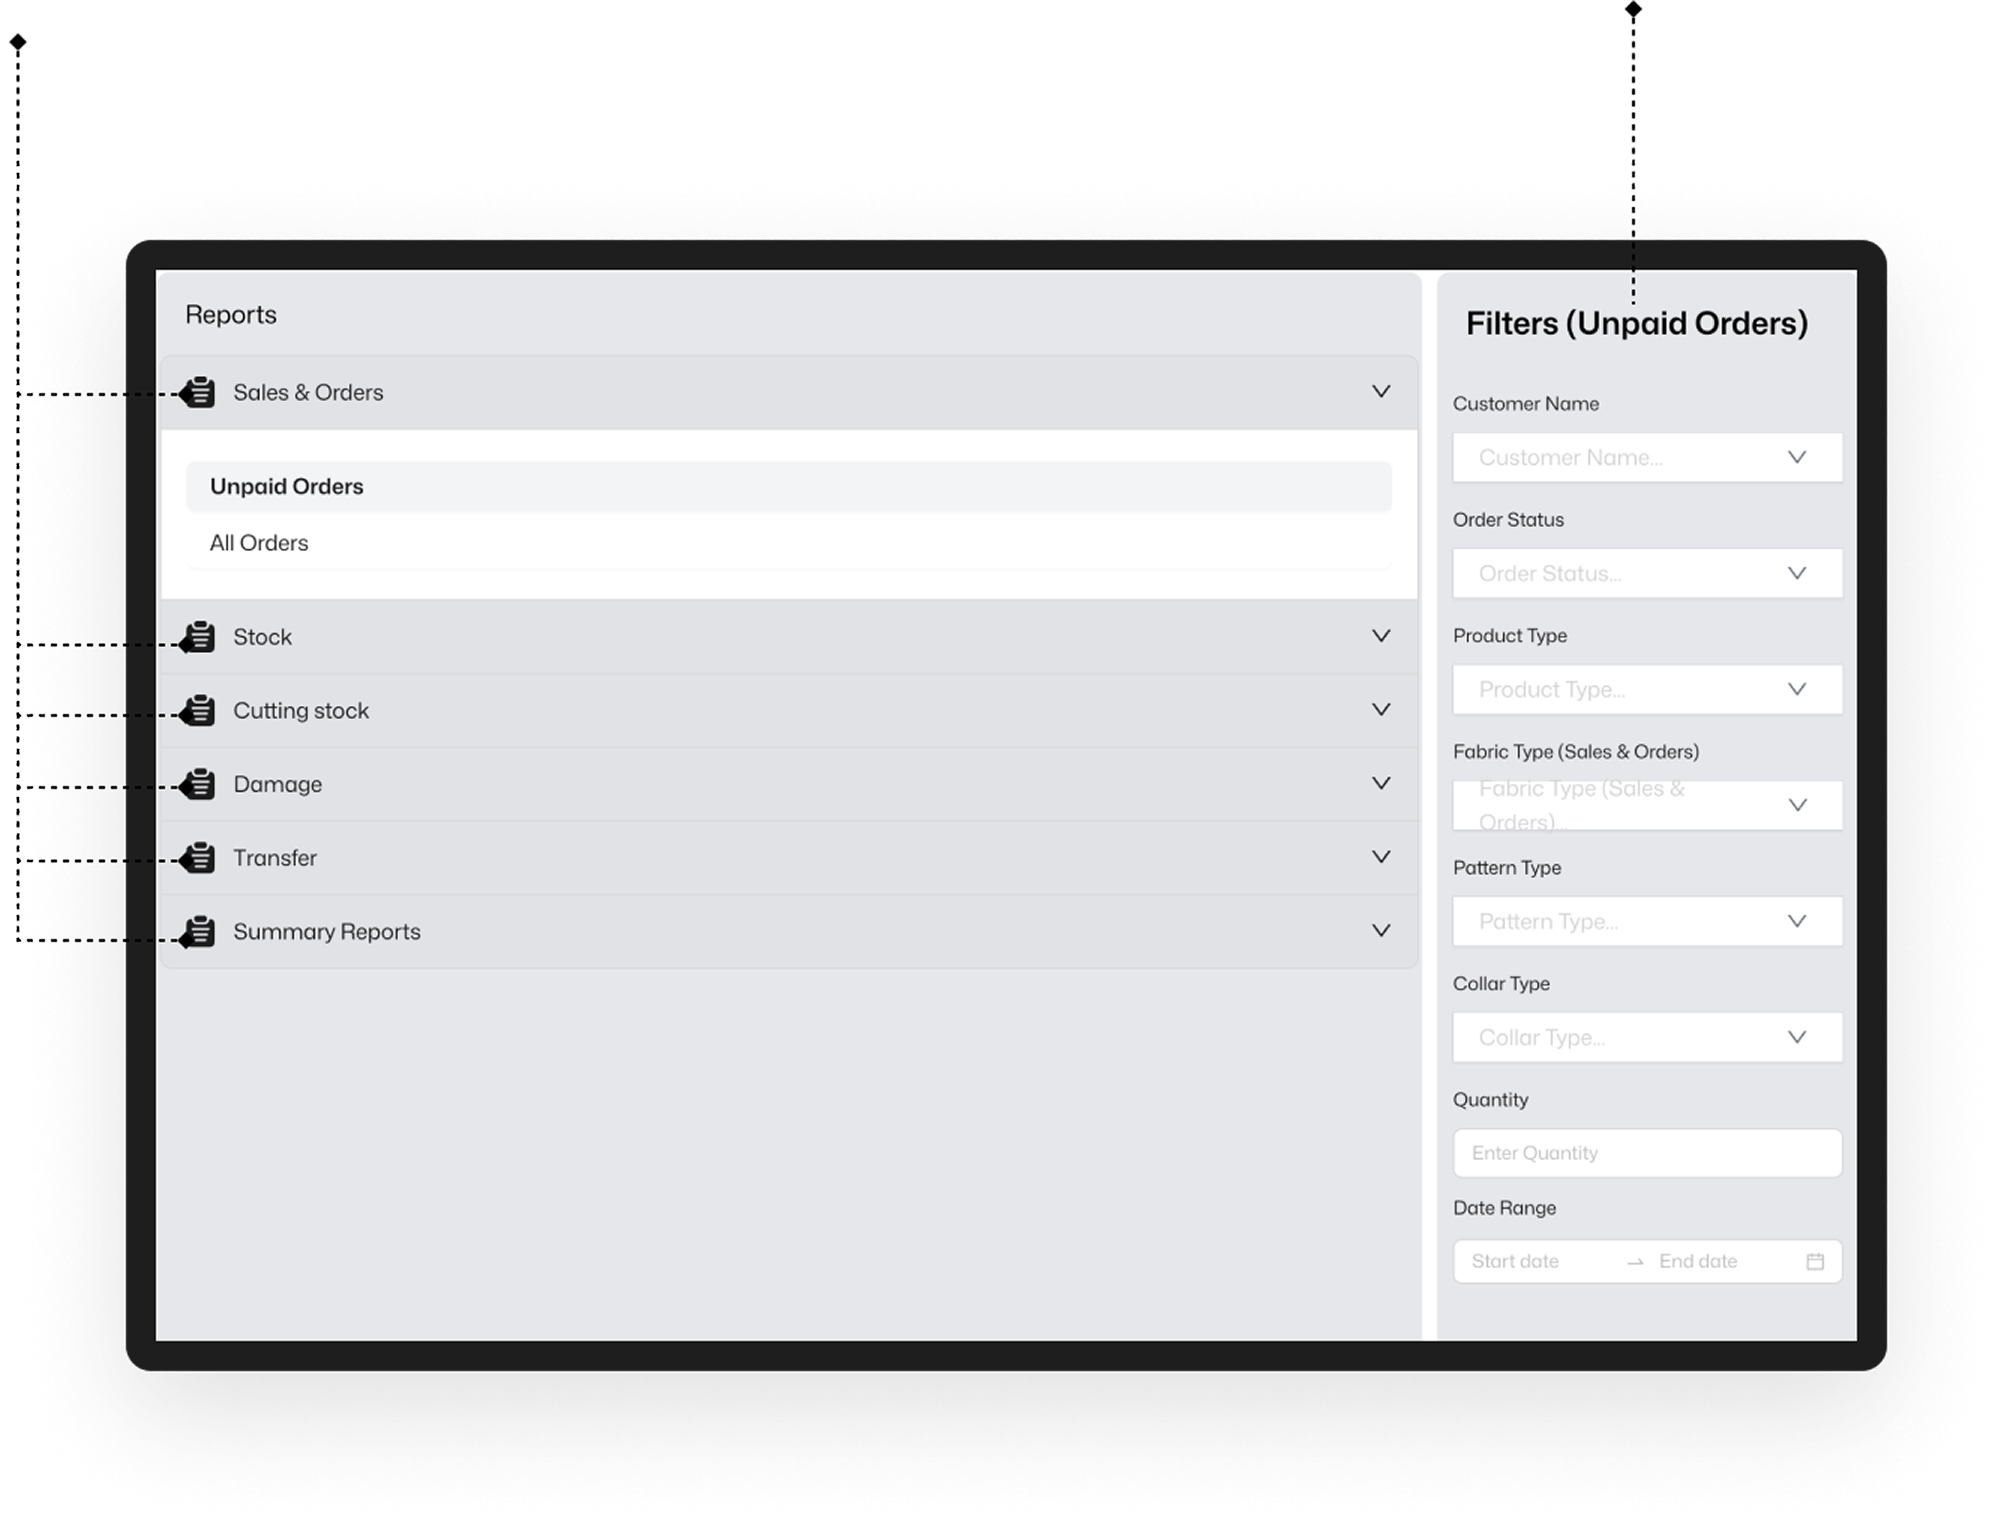 Reports
Sales & Orders
Unpaid Orders
All Orders
Stock
Cutting stock
Damage
Transfer
Summary Reports
Filters (Unpaid Orders)
Customer Name
Customer Name...
Order Status
Order Status...
Product Type
Product Type...
Fabric Type (Sales & Orders)
Fabric Type (Sales &
Orders)...
Pattern Type
Pattern Type...
Collar Type
Collar Type...
Quantity
Enter Quantity
Date Range
Start date → End date